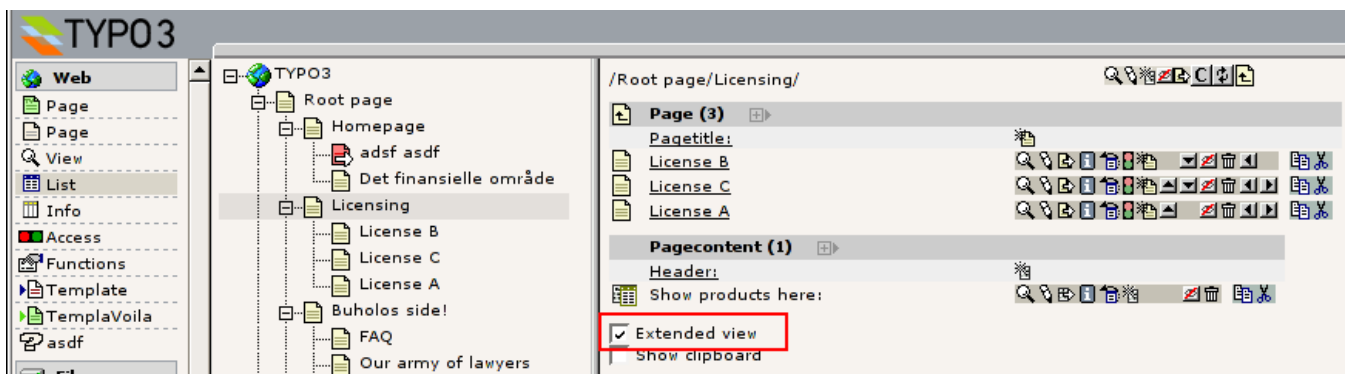 TYPO3
Web
Page
Page
View
List
Info
Access
Functions
Template
TemplaVoila
asdf
TYPO3
Root page
Homepage
adsf asdf
Det finansielle område
Licensing
License B
License C
License A
Buholos side!
FAQ
Our army of lawyers
/Root page/Licensing/
Page (3)
Pagetitle:
License B
License C
License A
Pagecontent (1)
Header:
Show products here:
Extended view
Show clipboard